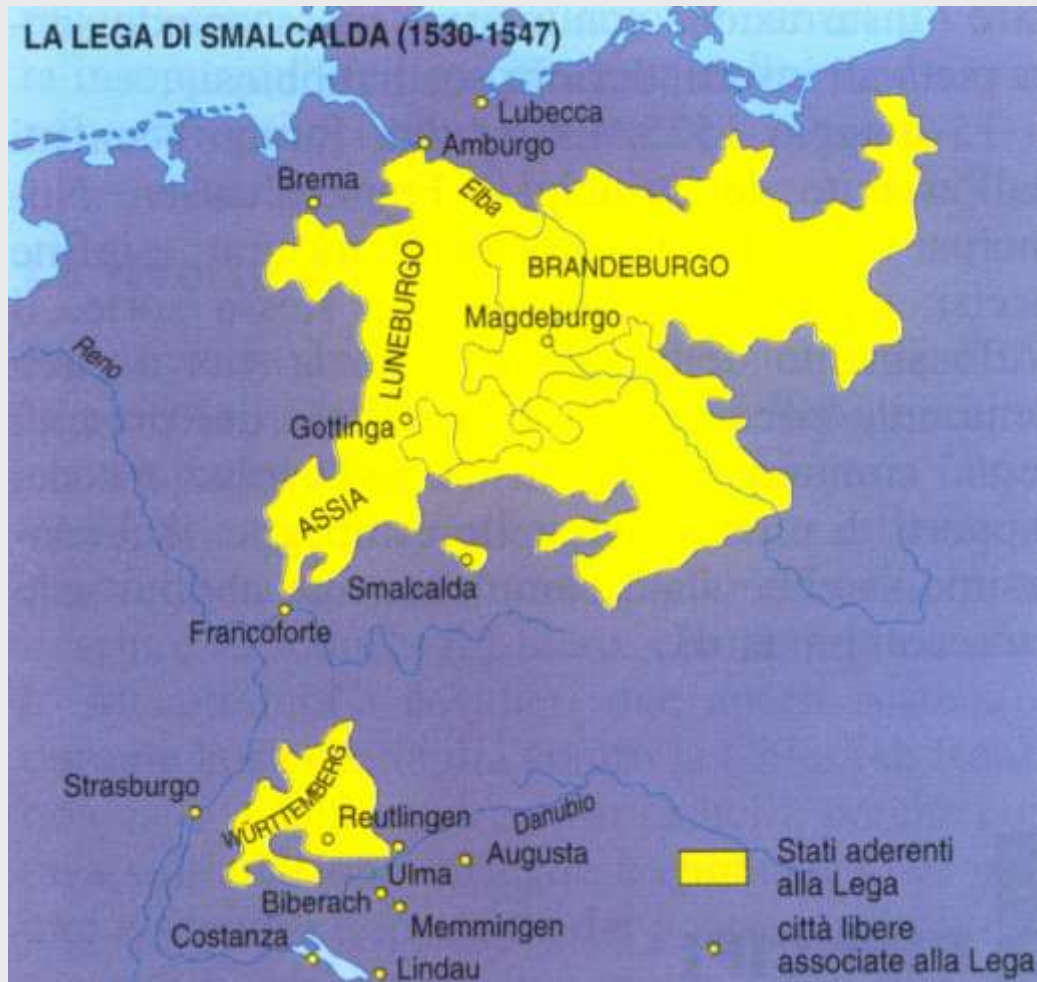 LA LEGA DI SMALCALDA (1530-1547)
Lubecca
Amburgo
Brema
Elba
BRANDEBURGO
LUNEBURGO
Magdeburgo
Reno
Gottinga
ASSIA
Smalcalda
Francoforte
Strasburgo
WÜRTTEMBERG
Reutlingen
Danubio
Augusta
Ulma
Biberach
Memmingen
Costanza
Lindau
Stati aderenti
alla Lega
città libere
associate alla Lega